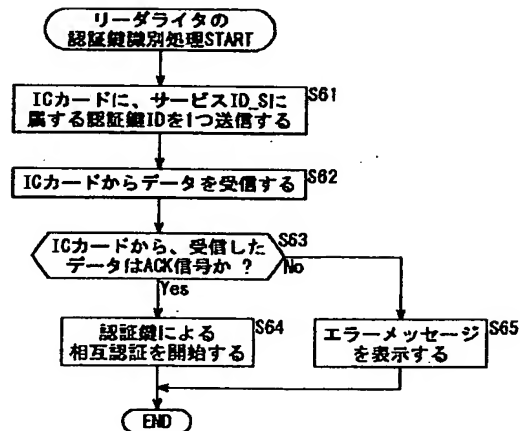 リーダライタの
認証鍵識別処理START
ICカードに、サービスID_Sに
属する認証鍵IDを1つ送信する
S61
ICカードからデータを受信する
S62
ICカードから、受信した
データはACK信号か ?
S63
No
Yes
認証鍵による
相互認証を開始する
S64
エラーメッセージ
を表示する
S65
END